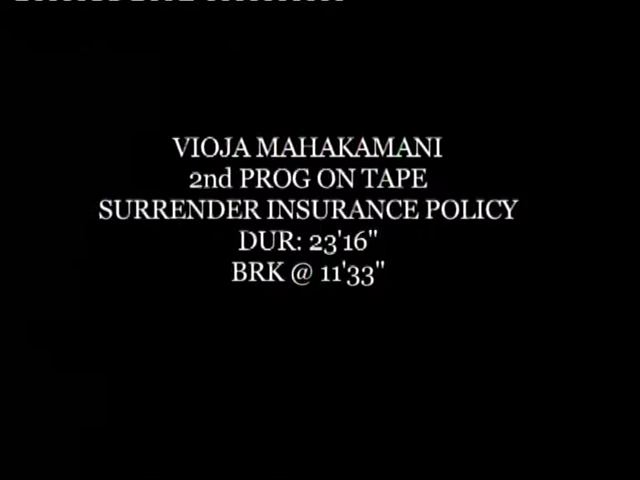 VIOJA MAHAKAMANI
2nd PROG ON TAPE
SURRENDER INSURANCE POLICY
DUR: 23'16"
BRK @ 11'33"